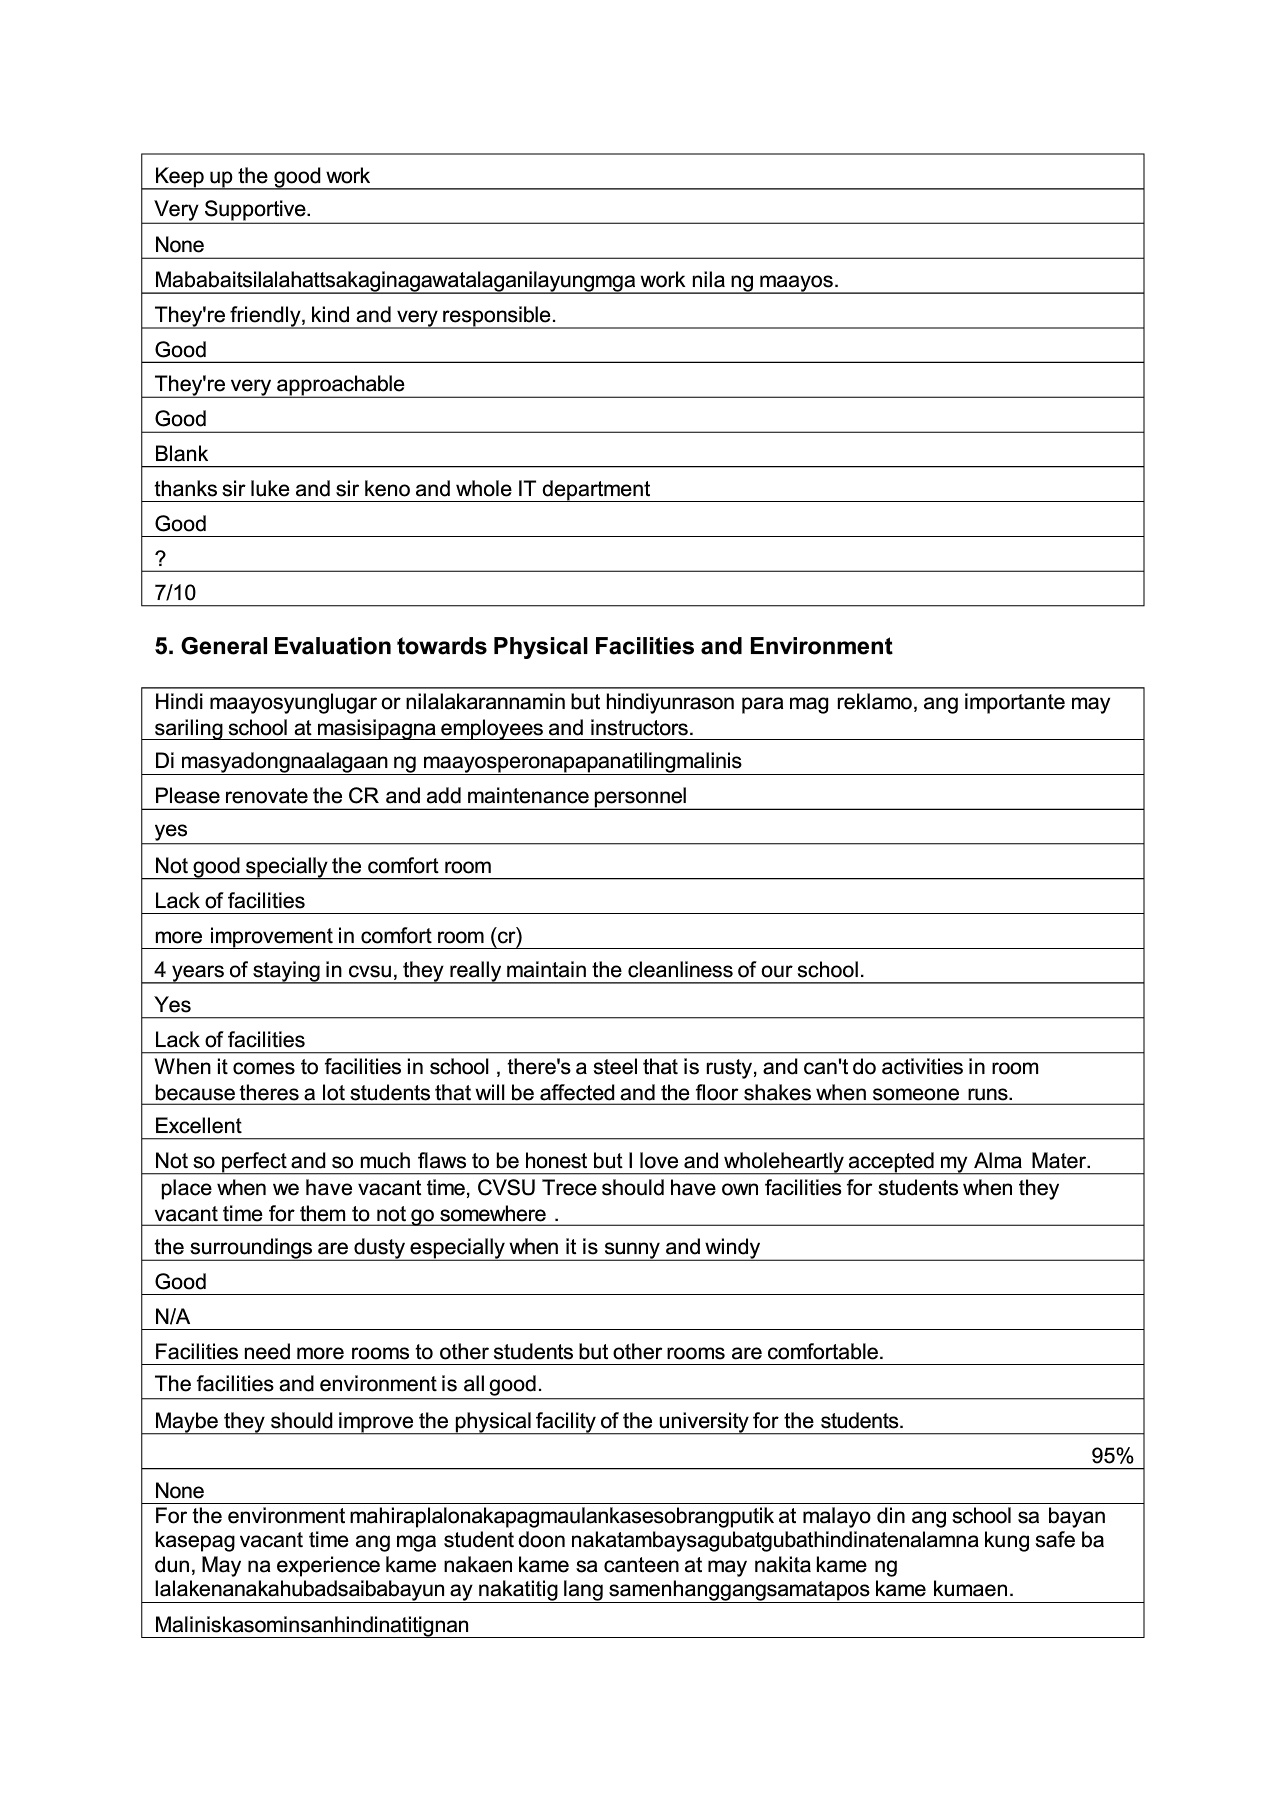 Keep up the good work
Very Supportive.
None
Mababaitsilalahattsakaginagawatalaganilayungmga work nila ng maayos.
They're friendly, kind and very responsible.
Good
They're very approachable
Good
Blank
thanks sir luke and sir keno and whole IT department
Good
?
7/10
5. General Evaluation towards Physical Facilities and Environment
Hindi maayosyunglugar or nilalakarannamin but hindiyunrason para mag reklamo, ang importante may
sariling school at masisipagna employees and instructors.
Di masyadongnaalagaan ng maayosperonapapanatilingmalinis
Please renovate the CR and add maintenance personnel
yes
Not good specially the comfort room
Lack of facilities
more improvement in comfort room (cr)
4 years of staying in cvsu, they really maintain the cleanliness of our school.
Yes
Lack of facilities
When it comes to facilities in school , there's a steel that is rusty, and can't do activities in room
because theres a lot students that will be affected and the floor shakes when someone runs.
Excellent
Not so perfect and so much flaws to be honest but I love and wholeheartly accepted my Alma Mater.
place when we have vacant time, CVSU Trece should have own facilities for students when they
vacant time for them to not go somewhere .
the surroundings are dusty especially when it is sunny and windy
Good
N/A
Facilities need more rooms to other students but other rooms are comfortable.
The facilities and environment is all good.
Maybe they should improve the physical facility of the university for the students.
95%
None
For the environment mahiraplalonakapagmaulankasesobrangputik at malayo din ang school sa bayan
kasepag vacant time ang mga student doon nakatambaysagubatgubathindinatenalamna kung safe ba
dun, May na experience kame nakaen kame sa canteen at may nakita kame ng
lalakenanakahubadsaibabayun ay nakatitig lang samenhanggangsamatapos kame kumaen.
Maliniskasominsanhindinatitignan